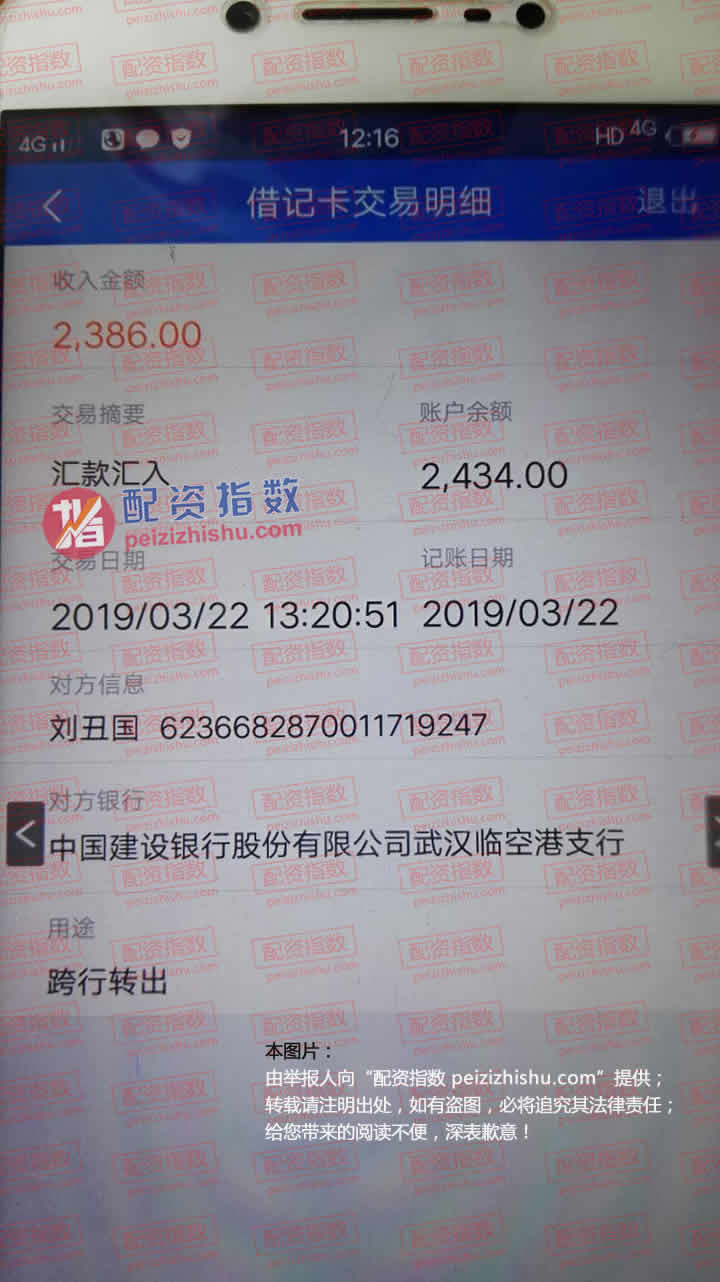 4G 12:16 HD 4G
借记卡交易明细 退出
收入金额
2,386.00
交易摘要 账户余额
汇款汇入 2,434.00
配资指数
peizizhishu.com
交易日期 记账日期
2019/03/22 13:20:51 2019/03/22
对方信息
刘丑国 6236682870011719247
对方银行
中国建设银行股份有限公司武汉临空港支行
用途
跨行转出
本图片：
由举报人向“配资指数 peizizhishu.com”提供；
转载请注明出处，如有盗图，必将追究其法律责任；
给您带来的阅读不便，深表歉意！